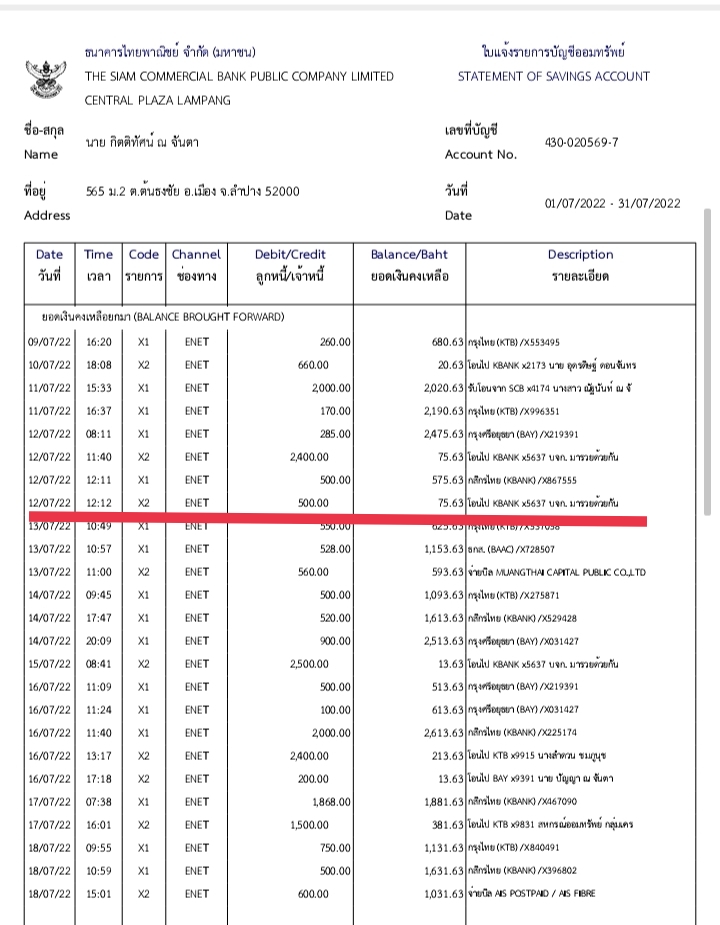 ธนาคารไทยพาณิชย์ จำกัด (มหาชน)
ใบแจ้งรายการบัญชีออมทรัพย์
THE SIAM COMMERCIAL BANK PUBLIC COMPANY LIMITED
STATEMENT OF SAVINGS ACCOUNT
CENTRAL PLAZA LAMPANG
ชื่อ-สกุล
Name
นาย กิตติทัศน์ ณ จันตา
เลขที่บัญชี
Account No.
430-020569-7
ที่อยู่
Address
565 ม.2 ต.ต้นธงชัย อ.เมือง จ.ลำปาง 52000
วันที่
Date
01/07/2022 - 31/07/2022
Date Time Code Channel Debit/Credit Balance/Baht Description
วันที่ เวลา รายการ ช่องทาง ลูกหนี้/เจ้าหนี้ ยอดเงินคงเหลือ รายละเอียด
ยอดเงินคงเหลือยกมา (BALANCE BROUGHT FORWARD)
09/07/22 16:20 X1 ENET 260.00 680.63 กรุงไทย (KTB) /X553495
10/07/22 18:08 X2 ENET 660.00 20.63 โอนไป KBANK x2173 นาย
11/07/22 15:33 X1 ENET 2,000.00 2,020.63 รับโอนจาก SCB x4174 นางสาว ณัฐนันท์ ณ จั
11/07/22 16:37 X1 ENET 170.00 2,190.63 กรุงไทย (KTB) /X996351
12/07/22 08:11 X1 ENET 285.00 2,475.63 กรุงศรีอยุธยา (BAY) /X219391
12/07/22 11:40 X2 ENET 2,400.00 75.63 โอนไป KBANK x5637 บจก. มารวยด้วยกัน
12/07/22 12:11 X1 ENET 500.00 575.63 กสิกรไทย (KBANK) /X867555
12/07/22 12:12 X2 ENET 500.00 75.63 โอนไป KBANK x5637 บจก. มารวยด้วยกัน
13/07/22 10:49 X1 ENET 550.00 625.63 กรุงไทย (KTB)
13/07/22 10:57 X1 ENET 528.00 1,153.63 ธกส. (BAAC) /X728507
13/07/22 11:00 X2 ENET 560.00 593.63 จ่ายบิล MUANGTHAI CAPITAL PUBLIC CO.,LTD
14/07/22 09:45 X1 ENET 500.00 1,093.63 กรุงไทย (KTB) /X275871
14/07/22 17:47 X1 ENET 520.00 1,613.63 กสิกรไทย (KBANK) /X529428
14/07/22 20:09 X1 ENET 900.00 2,513.63 กรุงศรีอยุธยา (BAY) /X031427
15/07/22 08:41 X2 ENET 2,500.00 13.63 โอนไป KBANK x5637 บจก. มารวยด้วยกัน
16/07/22 11:09 X1 ENET 500.00 513.63 กรุงศรีอยุธยา (BAY) /X219391
16/07/22 11:24 X1 ENET 100.00 613.63 กรุงศรีอยุธยา (BAY) /X031427
16/07/22 11:40 X1 ENET 2,000.00 2,613.63 กสิกรไทย (KBANK) /X225174
16/07/22 13:17 X2 ENET 2,400.00 213.63 โอนไป KTB x9915 นางลำดวน ชมภูนุช
16/07/22 17:18 X2 ENET 200.00 13.63 โอนไป BAY x9391 นาย ปัญญา ณ จันตา
17/07/22 07:38 X1 ENET 1,868.00 1,881.63 กสิกรไทย (KBANK) /X467090
17/07/22 16:01 X2 ENET 1,500.00 381.63 โอนไป KTB x9831 สหกรณ์ออมทรัพย์ กลุ่มเคร
18/07/22 09:55 X1 ENET 750.00 1,131.63 กรุงไทย (KTB) /X840491
18/07/22 10:59 X1 ENET 500.00 1,631.63 กสิกรไทย (KBANK) /X396802
18/07/22 15:01 X2 ENET 600.00 1,031.63 จ่ายบิล AIS POSTPAID / AIS FIBRE